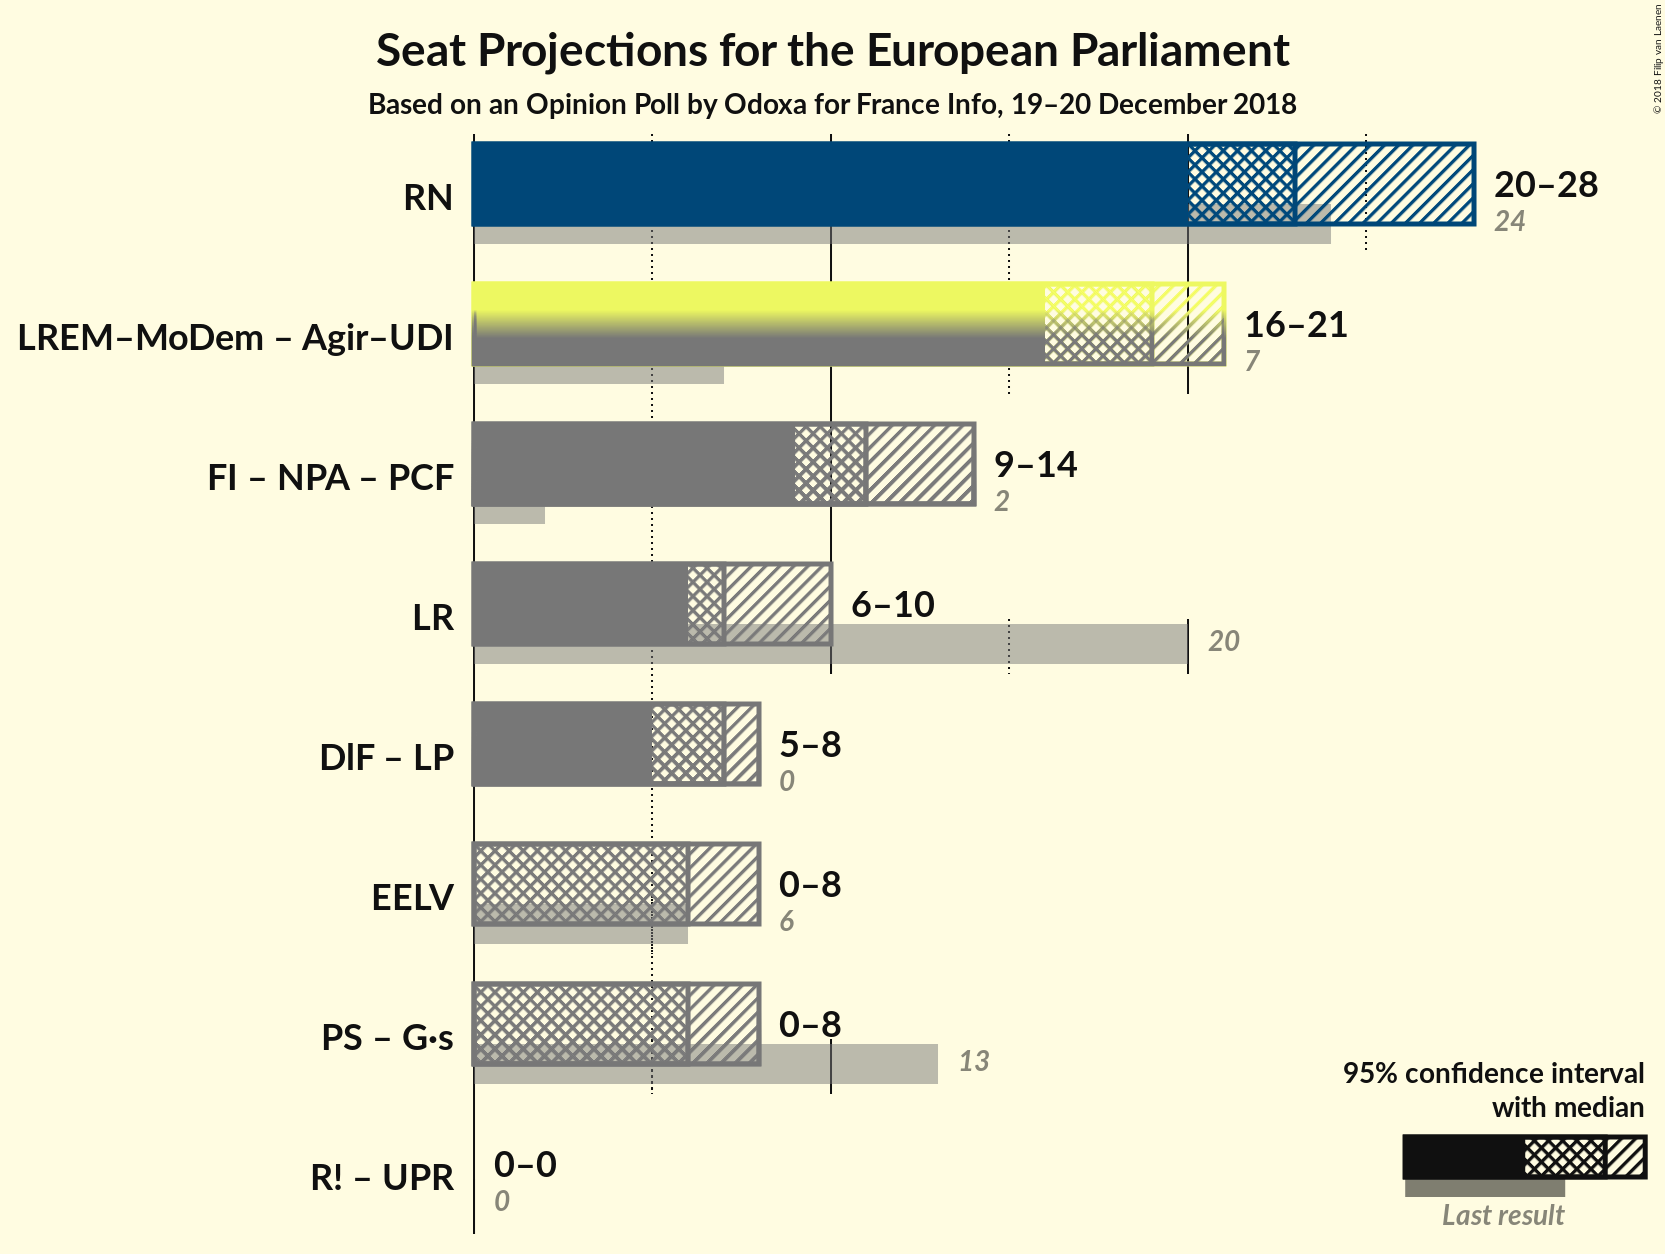 Seat Projections for the European Parliament
Based on an Opinion Poll by Odoxa for France Info, 19–20 December 2018
© 2018 Filip van Laenen
RN
20–28
24
LREM–MoDem – Agir–UDI
16–21
7
FI – NPA – PCF
9–14
2
LR
6–10
20
DlF – LP
5–8
0
EELV
0–8
6
PS – G·s
0–8
13
R! – UPR
0–0
0
95% confidence interval
with median
Last result